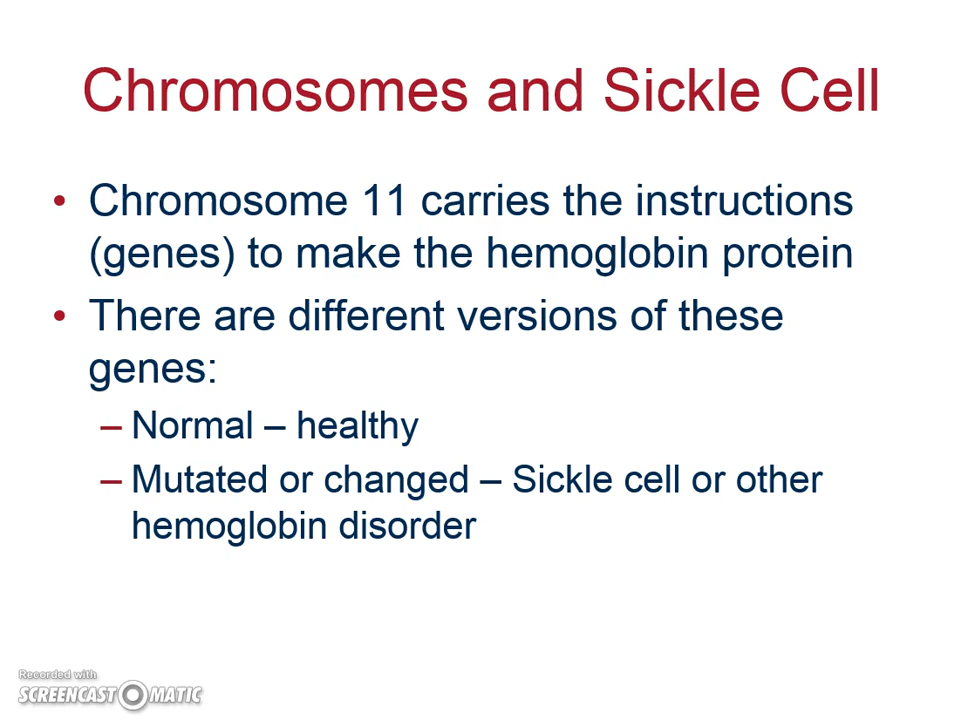 Chromosomes and Sickle Cell
• Chromosome 11 carries the instructions
(genes) to make the hemoglobin protein
• There are different versions of these
genes:
– Normal – healthy
– Mutated or changed – Sickle cell or other
hemoglobin disorder
Recorded with
SCREENCAST-O-MATIC